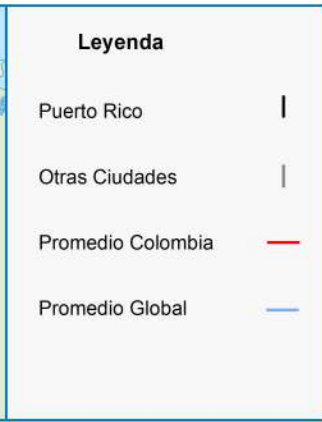 Leyenda
Puerto Rico
Otras Ciudades
Promedio Colombia
Promedio Global